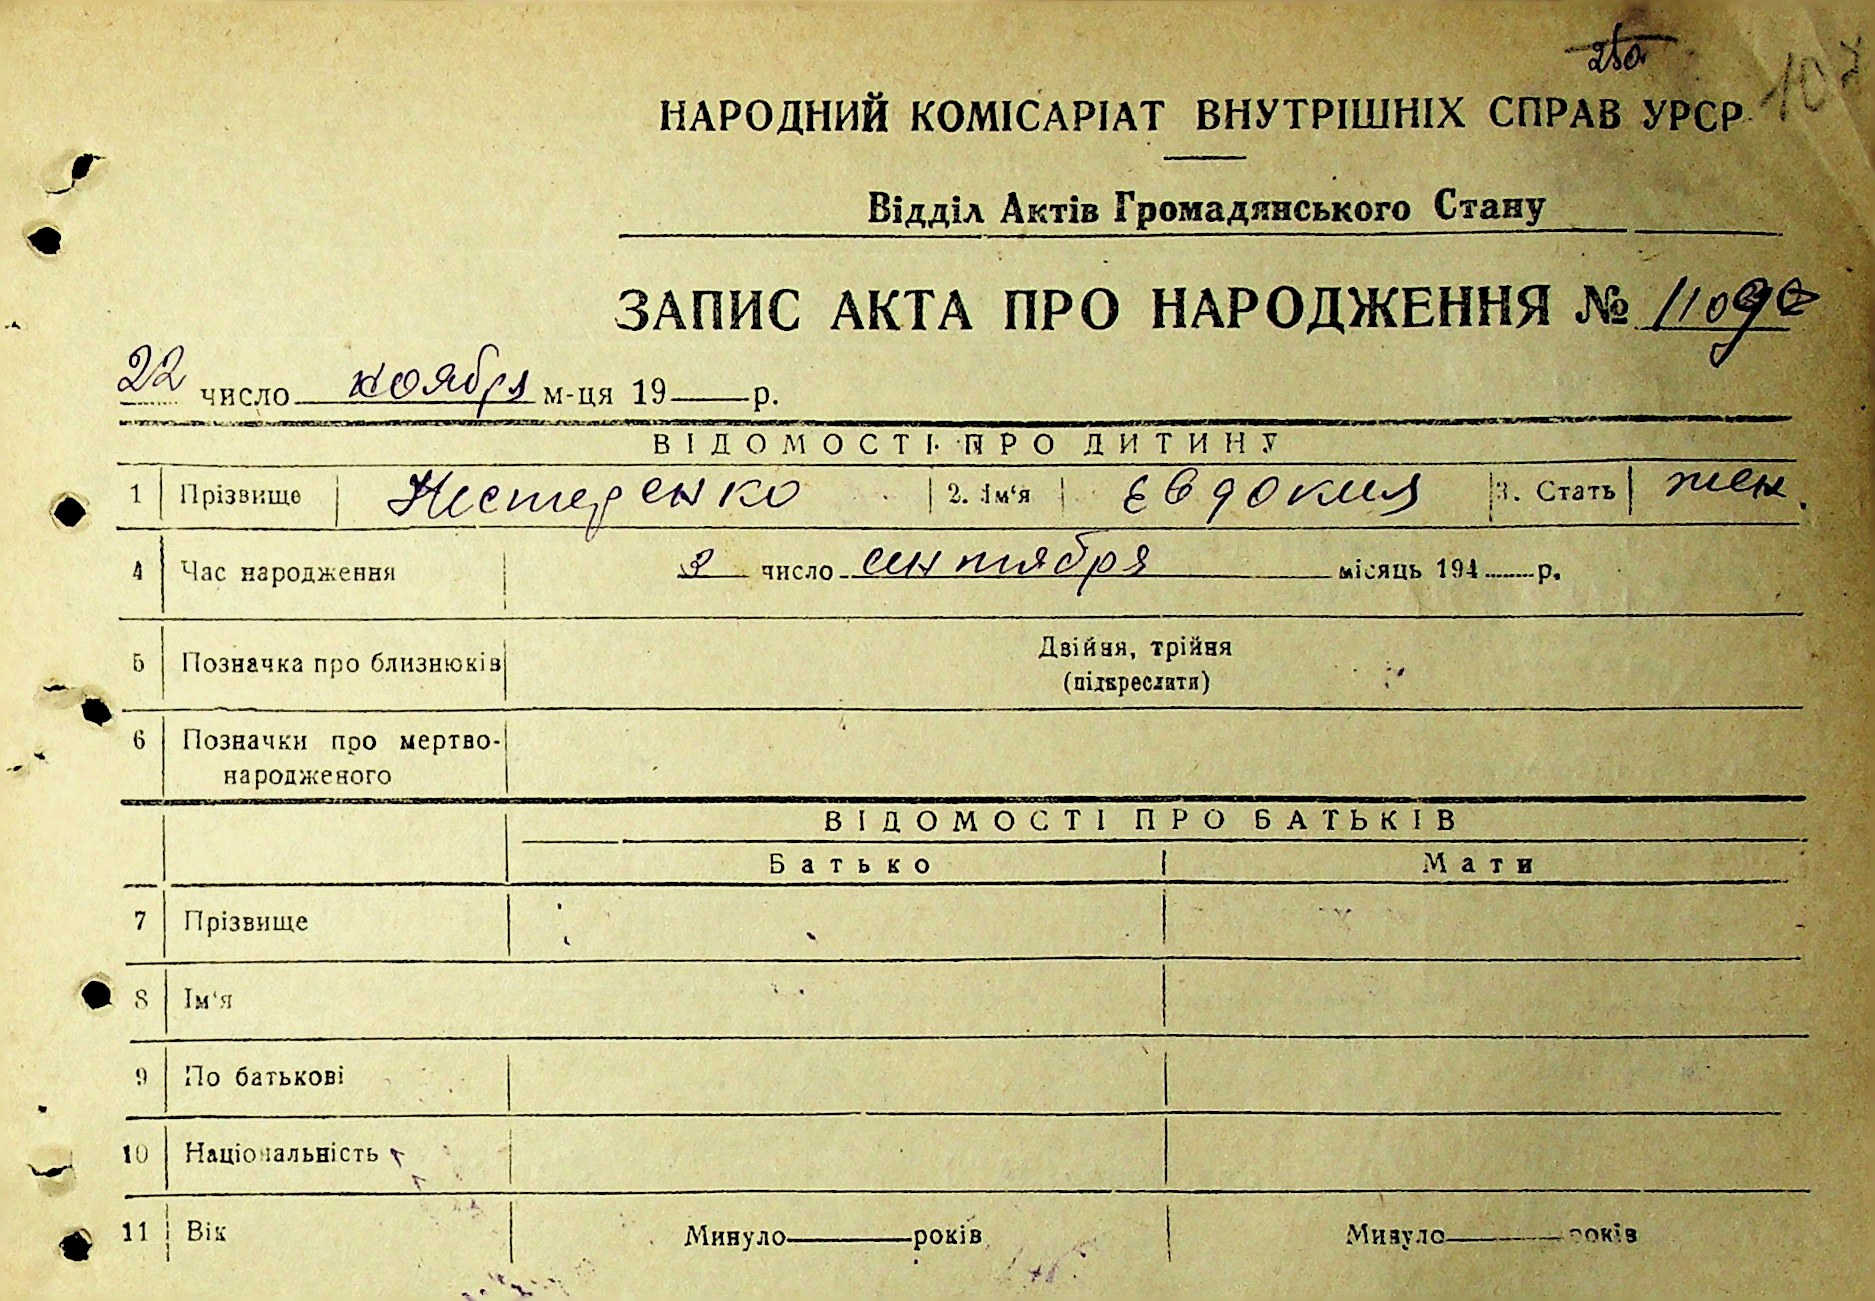 250
107
НАРОДНИЙ КОМІСАРІАТ ВНУТРІШНІХ СПРАВ УРСР
Відділ Актів Громадянського Стану
ЗАПИС АКТА ПРО НАРОДЖЕННЯ №
22 число ноября м-ця 19 р.
ВІДОМОСТІ ПРО ДИТИНУ
1 Прізвище Нестеренко 2. Ім‘я Євдокия 3. Стать жен.
4 Час народження 2 число сентября місяць 194 р.
5 Позначка про близнюків Двійня, трійня
(підкреслити)
6 Позначки про мертво-
народженого
ВІДОМОСТІ ПРО БАТЬКІВ
Батько Мати
7 Прізвище
8 Ім‘я
9 По батькові
10 Національність
11 Вік Минуло років Минуло років